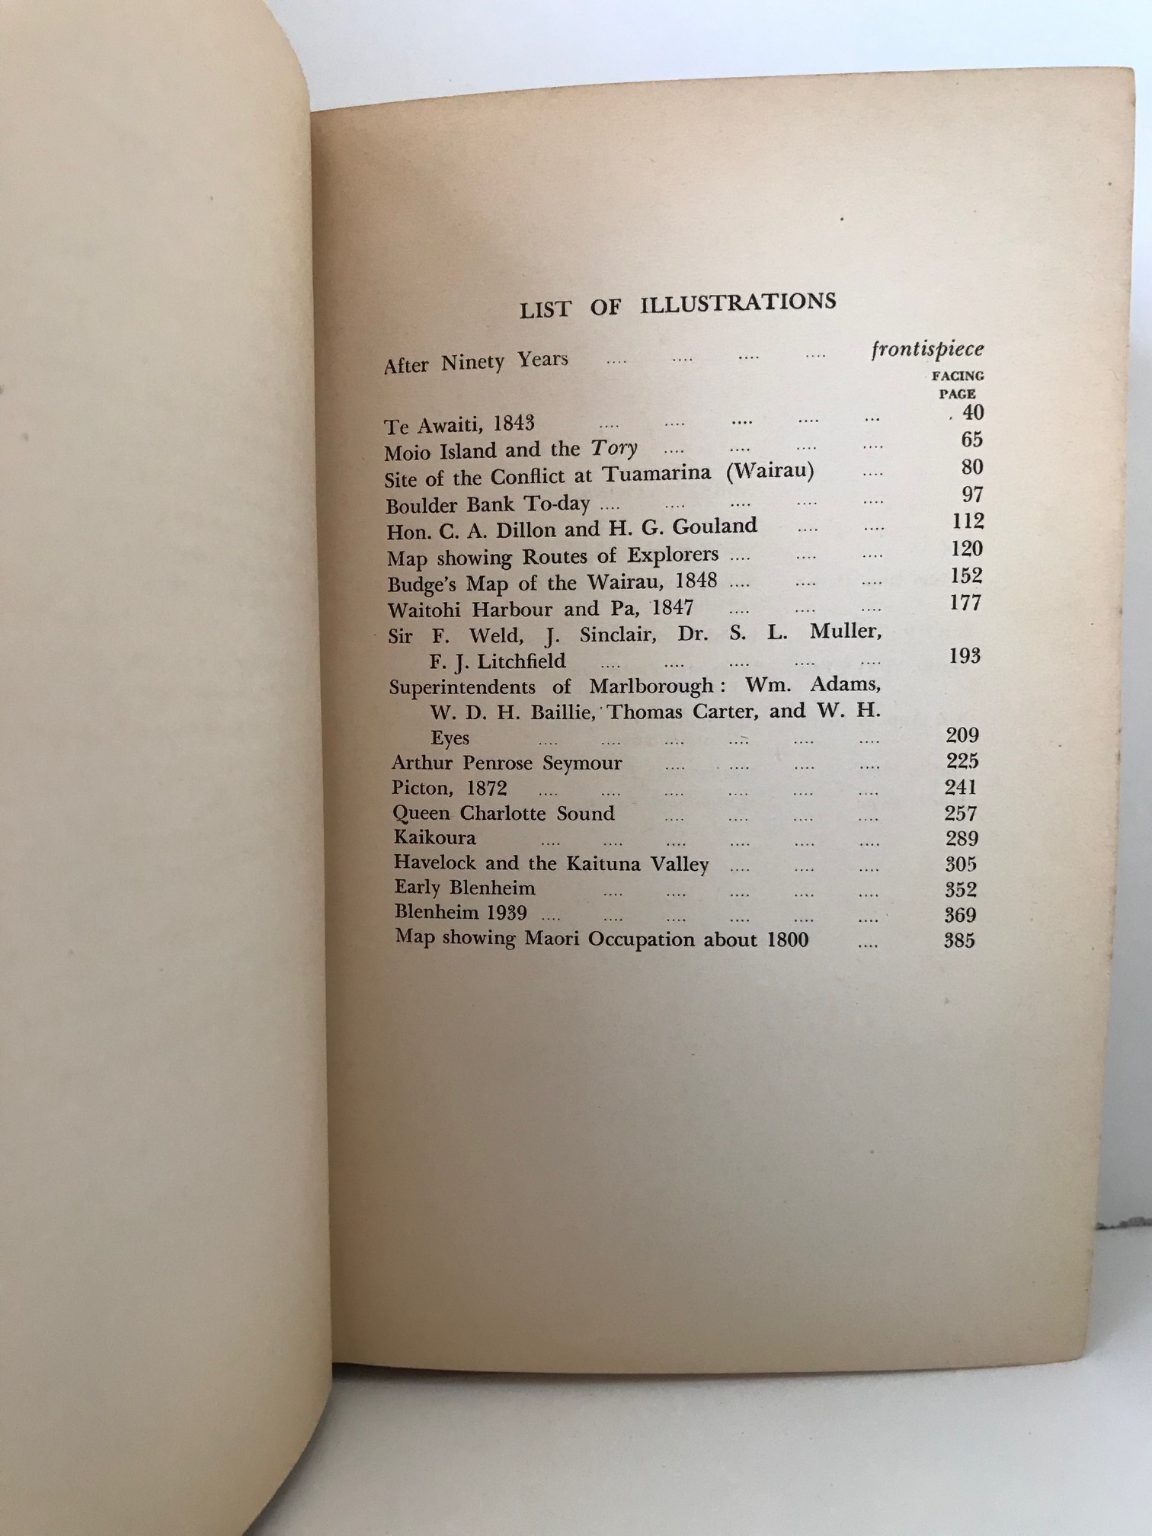 LIST OF ILLUSTRATIONS
After Ninety Years .... .... .... .... frontispiece
FACING
PAGE
Te Awaiti, 1843 .... .... .... .... ... 40
Moio Island and the Tory .... .... .... .... 65
Site of the Conflict at Tuamarina (Wairau) .... 80
Boulder Bank To-day .... .... .... .... .... 97
Hon. C. A. Dillon and H. G. Gouland .... .... 112
Map showing Routes of Explorers .... .... .... 120
Budge's Map of the Wairau, 1848 .... .... .... 152
Waitohi Harbour and Pa, 1847 .... .... .... 177
Sir F. Weld, J. Sinclair, Dr. S. L. Muller,
F. J. Litchfield .... .... .... .... .... 193
Superintendents of Marlborough: Wm. Adams,
W. D. H. Baillie, Thomas Carter, and W. H.
Eyes .... .... .... .... .... .... 209
Arthur Penrose Seymour .... .... .... .... 225
Picton, 1872 .... .... .... .... .... .... 241
Queen Charlotte Sound .... .... .... .... 257
Kaikoura .... .... .... .... .... .... 289
Havelock and the Kaituna Valley .... .... .... 305
Early Blenheim .... .... .... .... .... 352
Blenheim 1939 .... .... .... .... .... .... 369
Map showing Maori Occupation about 1800 .... 385